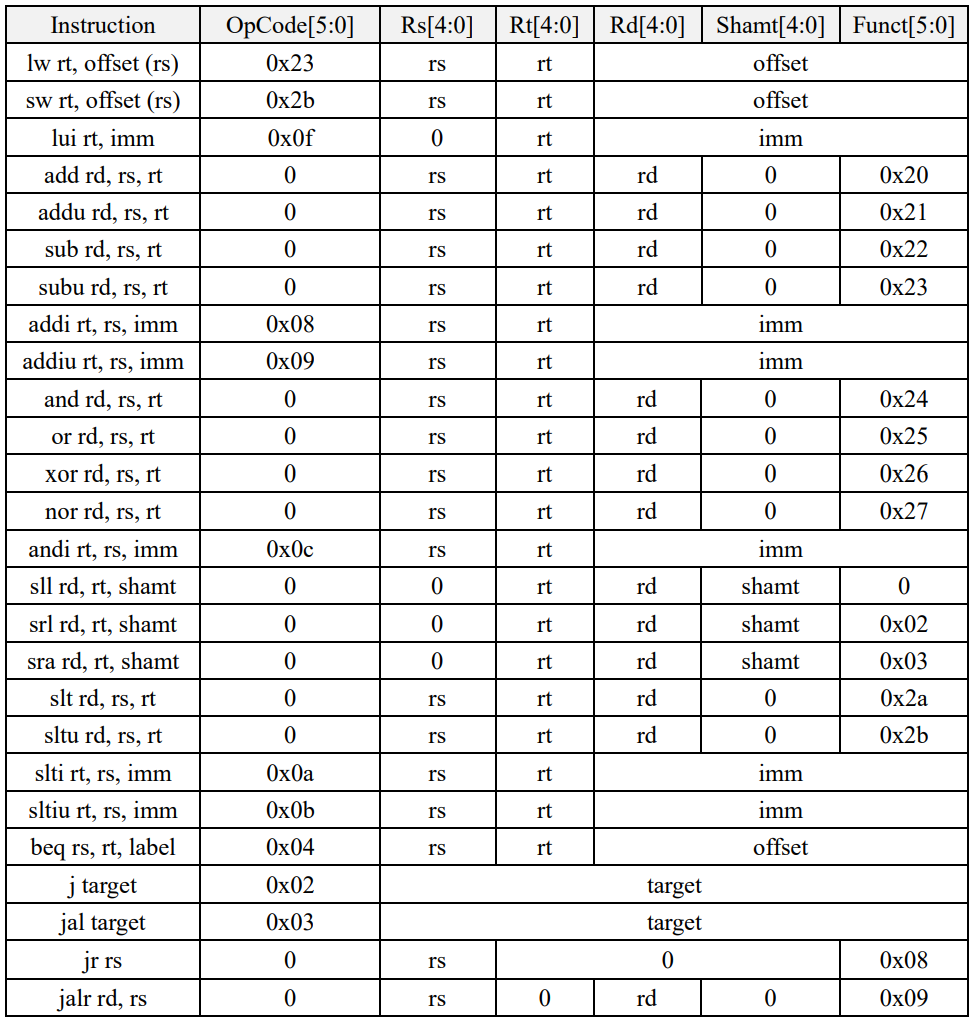 Instruction OpCode[5:0] Rs[4:0] Rt[4:0] Rd[4:0] Shamt[4:0] Funct[5:0]
lw rt, offset (rs) 0x23 rs rt offset
sw rt, offset (rs) 0x2b rs rt offset
lui rt, imm 0x0f 0 rt imm
add rd, rs, rt 0 rs rt rd 0 0x20
addu rd, rs, rt 0 rs rt rd 0 0x21
sub rd, rs, rt 0 rs rt rd 0 0x22
subu rd, rs, rt 0 rs rt rd 0 0x23
addi rt, rs, imm 0x08 rs rt imm
addiu rt, rs, imm 0x09 rs rt imm
and rd, rs, rt 0 rs rt rd 0 0x24
or rd, rs, rt 0 rs rt rd 0 0x25
xor rd, rs, rt 0 rs rt rd 0 0x26
nor rd, rs, rt 0 rs rt rd 0 0x27
andi rt, rs, imm 0x0c rs rt imm
sll rd, rt, shamt 0 0 rt rd shamt 0
srl rd, rt, shamt 0 0 rt rd shamt 0x02
sra rd, rt, shamt 0 0 rt rd shamt 0x03
slt rd, rs, rt 0 rs rt rd 0 0x2a
sltu rd, rs, rt 0 rs rt rd 0 0x2b
slti rt, rs, imm 0x0a rs rt imm
sltiu rt, rs, imm 0x0b rs rt imm
beq rs, rt, label 0x04 rs rt offset
j target 0x02 target
jal target 0x03 target
jr rs 0 rs 0 0x08
jalr rd, rs 0 rs 0 rd 0 0x09